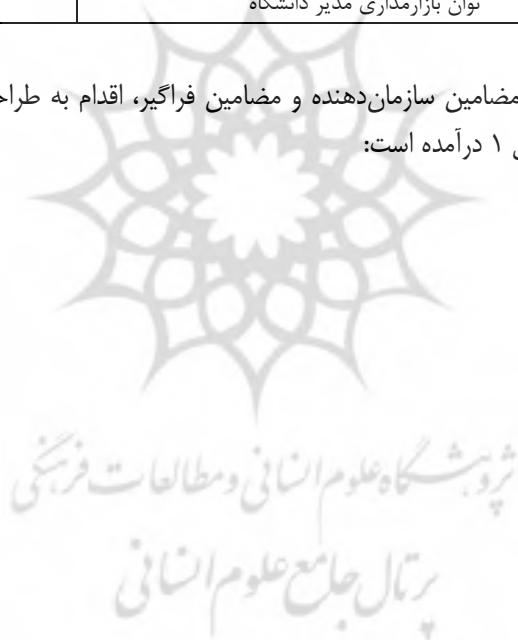 توان بازارمداری مدیر دانشگاه
مضامین سازمان‌دهنده و مضامین فراگیر، اقدام به طراح
۱ درآمده است:
پژوهشگاه علوم انسانی و مطالعات فرهنگی
پرتال جامع علوم انسانی